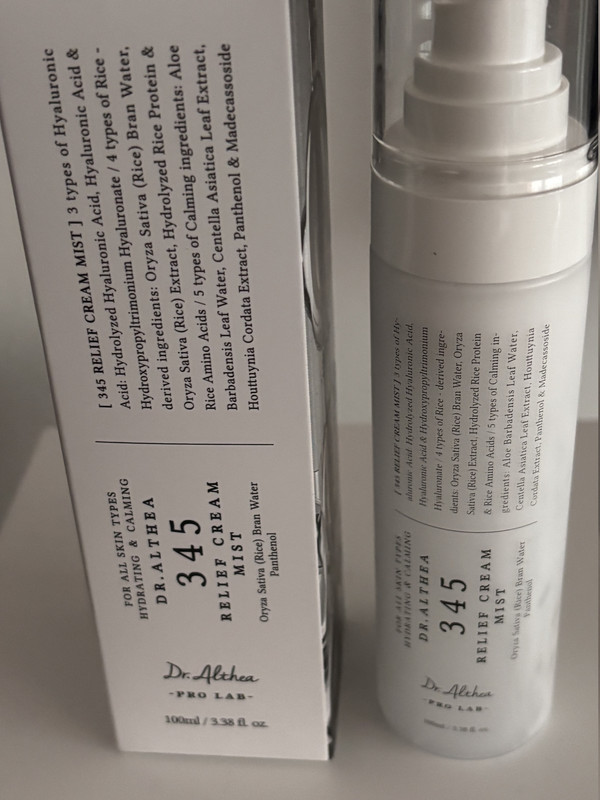 [ 345 RELIEF CREAM MIST ] 3 types of Hyaluronic
Acid: Hydrolyzed Hyaluronic Acid, Hyaluronic Acid &
Hydroxypropyltrimonium Hyaluronate / 4 types of Rice -
derived ingredients: Oryza Sativa (Rice) Bran Water,
Oryza Sativa (Rice) Extract, Hydrolyzed Rice Protein &
Rice Amino Acids / 5 types of Calming ingredients: Aloe
Barbadensis Leaf Water, Centella Asiatica Leaf Extract,
Houttuynia Cordata Extract, Panthenol & Madecassoside
FOR ALL SKIN TYPES
HYDRATING & CALMING
DR.ALTHEA
345
RELIEF CREAM
MIST
Oryza Sativa (Rice) Bran Water
Panthenol
Dr. Althea
-PRO LAB-
100ml / 3.38 fl. oz.
[ 345 RELIEF CREAM MIST ] 3 types of Hy-
aluronic Acid: Hydrolyzed Hyaluronic Acid,
Hyaluronic Acid & Hydroxypropyltrimonium
Hyaluronate / 4 types of Rice - derived ingre-
dients: Oryza Sativa (Rice) Bran Water, Oryza
Sativa (Rice) Extract, Hydrolyzed Rice Protein
& Rice Amino Acids / 5 types of Calming in-
gredients: Aloe Barbadensis Leaf Water,
Centella Asiatica Leaf Extract, Houttuynia
Cordata Extract, Panthenol & Madecassoside
FOR ALL SKIN TYPES
HYDRATING & CALMING
DR.ALTHEA
345
RELIEF CREAM
MIST
Oryza Sativa (Rice) Bran Water
Panthenol
Dr. Althea
-PRO LAB-
100ml / 3.38 fl. oz.